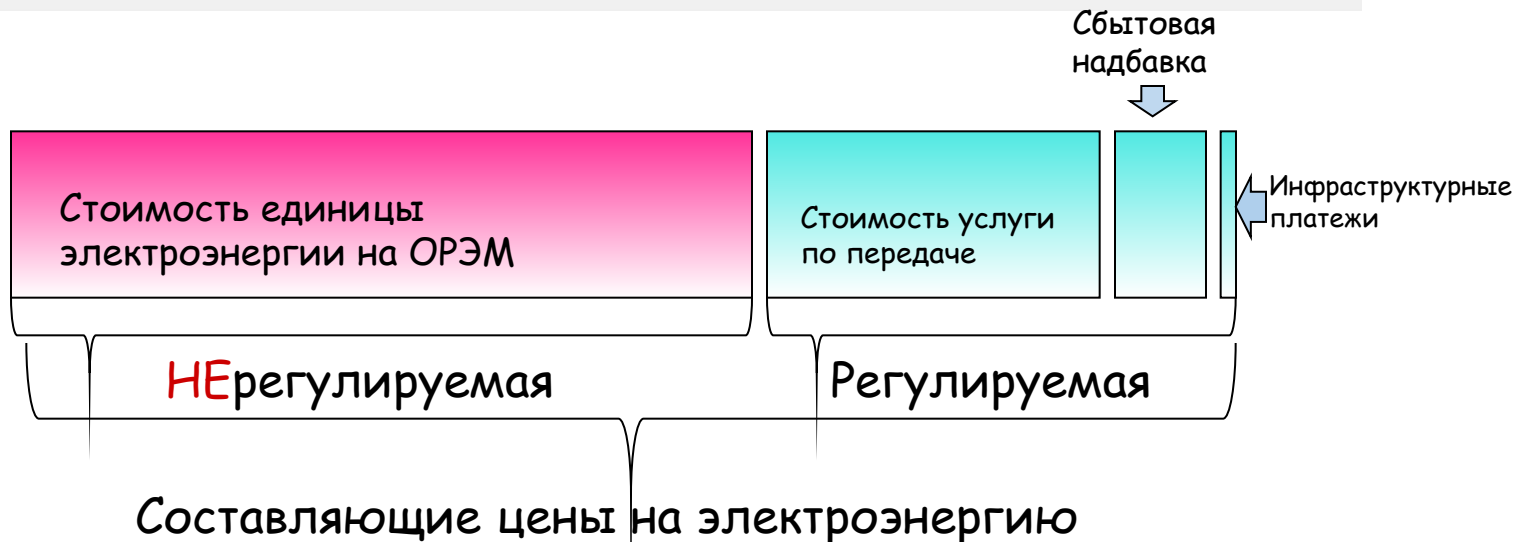 Сбытовая
надбавка
Стоимость единицы
электроэнергии на ОРЭМ
Стоимость услуги
по передаче
Инфраструктурные
платежи
НЕрегулируемая
Регулируемая
Составляющие цены на электроэнергию